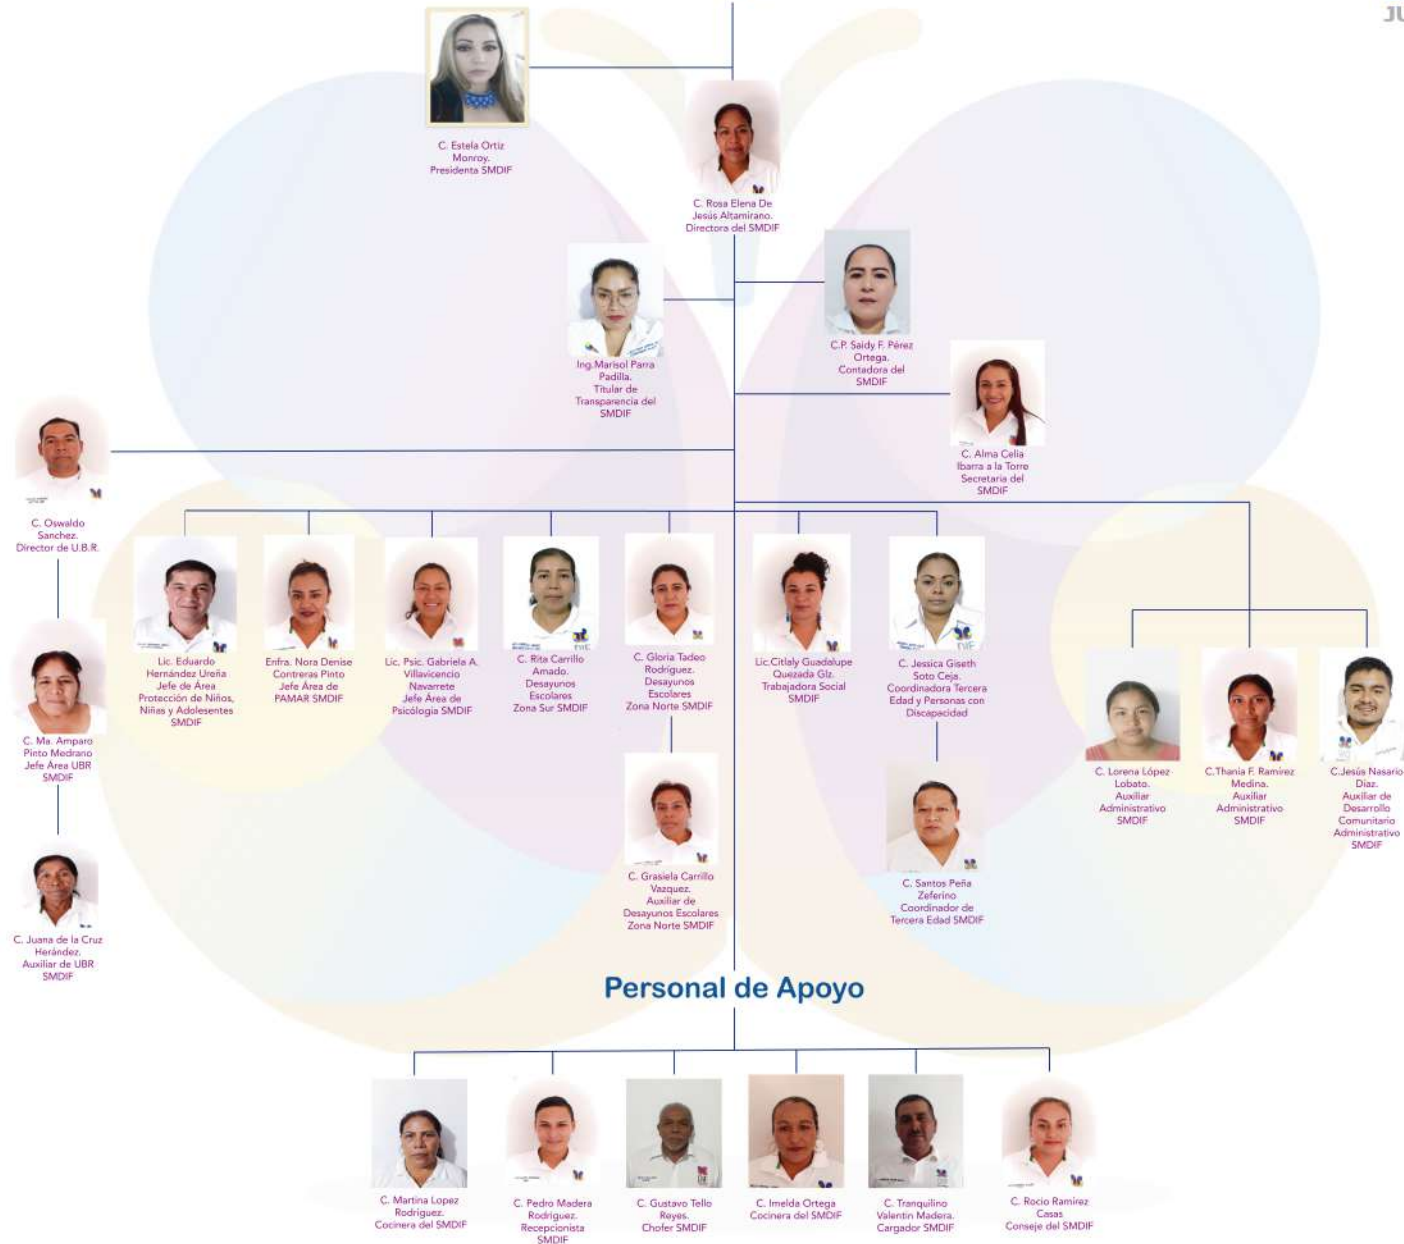 JU
C. Estela Ortiz
Monroy.
Presidenta SMDIF
C. Rosa Elena De
Jesús Altamirano.
Directora del SMDIF
Ing.Marisol Parra
Padilla.
Titular de
Transparencia del
SMDIF
C.P. Saidy F. Pérez
Ortega.
Contadora del
SMDIF
C. Alma Celia
Ibarra a la Torre
Secretaria del
SMDIF
C. Oswaldo
Sanchez.
Director de U.B.R.
C. Ma. Amparo
Pinto Medrano
Jefe Área UBR
SMDIF
C. Juana de la Cruz
Herández.
Auxiliar de UBR
SMDIF
Lic. Eduardo
Hernández Ureña
Jefe de Área
Protección de Niños,
Niñas y Adolesentes
SMDIF
Enfra. Nora Denise
Contreras Pinto
Jefe Área de
PAMAR SMDIF
Lic. Psic. Gabriela A.
Villavicencio
Navarrete
Jefe Área de
Psicólogia SMDIF
C. Rita Carrillo
Amado.
Desayunos
Escolares
Zona Sur SMDIF
C. Gloria Tadeo
Rodríguez.
Desayunos
Escolares
Zona Norte SMDIF
Lic.Citlaly Guadalupe
Quezada Glz.
Trabajadora Social
SMDIF
C. Jessica Giseth
Soto Ceja.
Coordinadora Tercera
Edad y Personas con
Discapacidad
C. Grasiela Carrillo
Vazquez.
Auxiliar de
Desayunos Escolares
Zona Norte SMDIF
C. Santos Peña
Zeferino
Coordinador de
Tercera Edad SMDIF
C. Lorena López
Lobato.
Auxiliar
Administrativo
SMDIF
C.Thania F. Ramirez
Medina.
Auxiliar
Administrativo
SMDIF
C.Jesús Nasario
Díaz.
Auxiliar de
Desarrollo
Comunitario
Administrativo
SMDIF
Personal de Apoyo
C. Martina Lopez
Rodríguez.
Cocinera del SMDIF
C. Pedro Madera
Rodríguez.
Recepcionista
SMDIF
C. Gustavo Tello
Reyes.
Chofer SMDIF
C. Imelda Ortega
Cocinera del SMDIF
C. Tranquilino
Valentin Madera.
Cargador SMDIF
C. Rocio Ramirez
Casas
Conseje del SMDIF